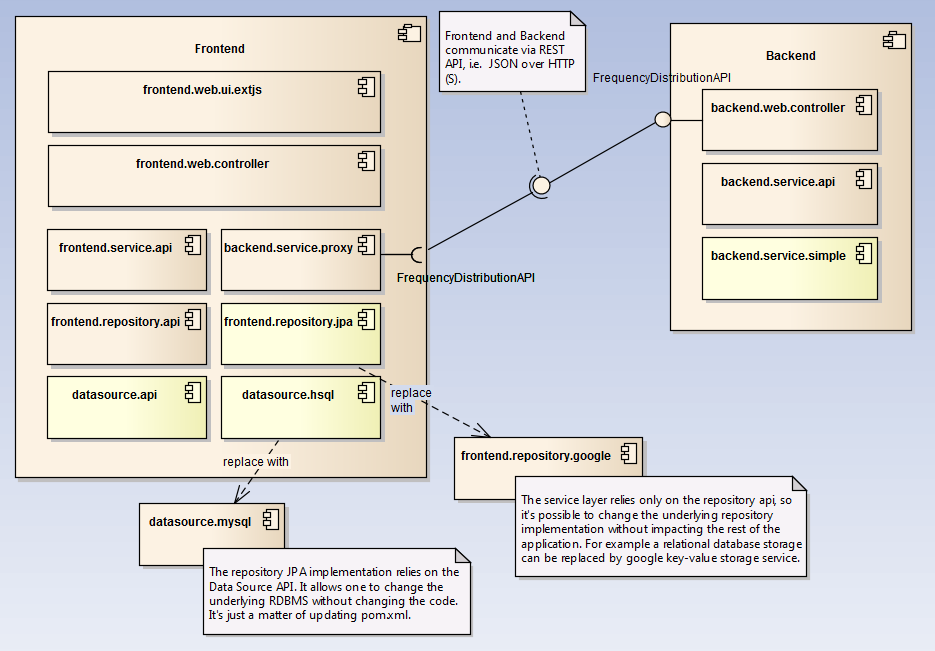 Frontend
frontend.web.ui.extjs
frontend.web.controller
frontend.service.api
backend.service.proxy
frontend.repository.api
frontend.repository.jpa
datasource.api
datasource.hsql
Frontend and Backend
communicate via REST
API, i.e.  JSON over HTTP
(S).
FrequencyDistributionAPI
Backend
backend.web.controller
backend.service.api
backend.service.simple
FrequencyDistributionAPI
replace
with
replace with
frontend.repository.google
The service layer relies only on the repository api, so
it's possible to change the underlying repository
implementation without impacting the rest of the
application. For example a relational database storage
can be replaced by google key-value storage service.
datasource.mysql
The repository JPA implementation relies on the
Data Source API. It allows one to change the
underlying RDBMS without changing the code.
It's just a matter of updating pom.xml.